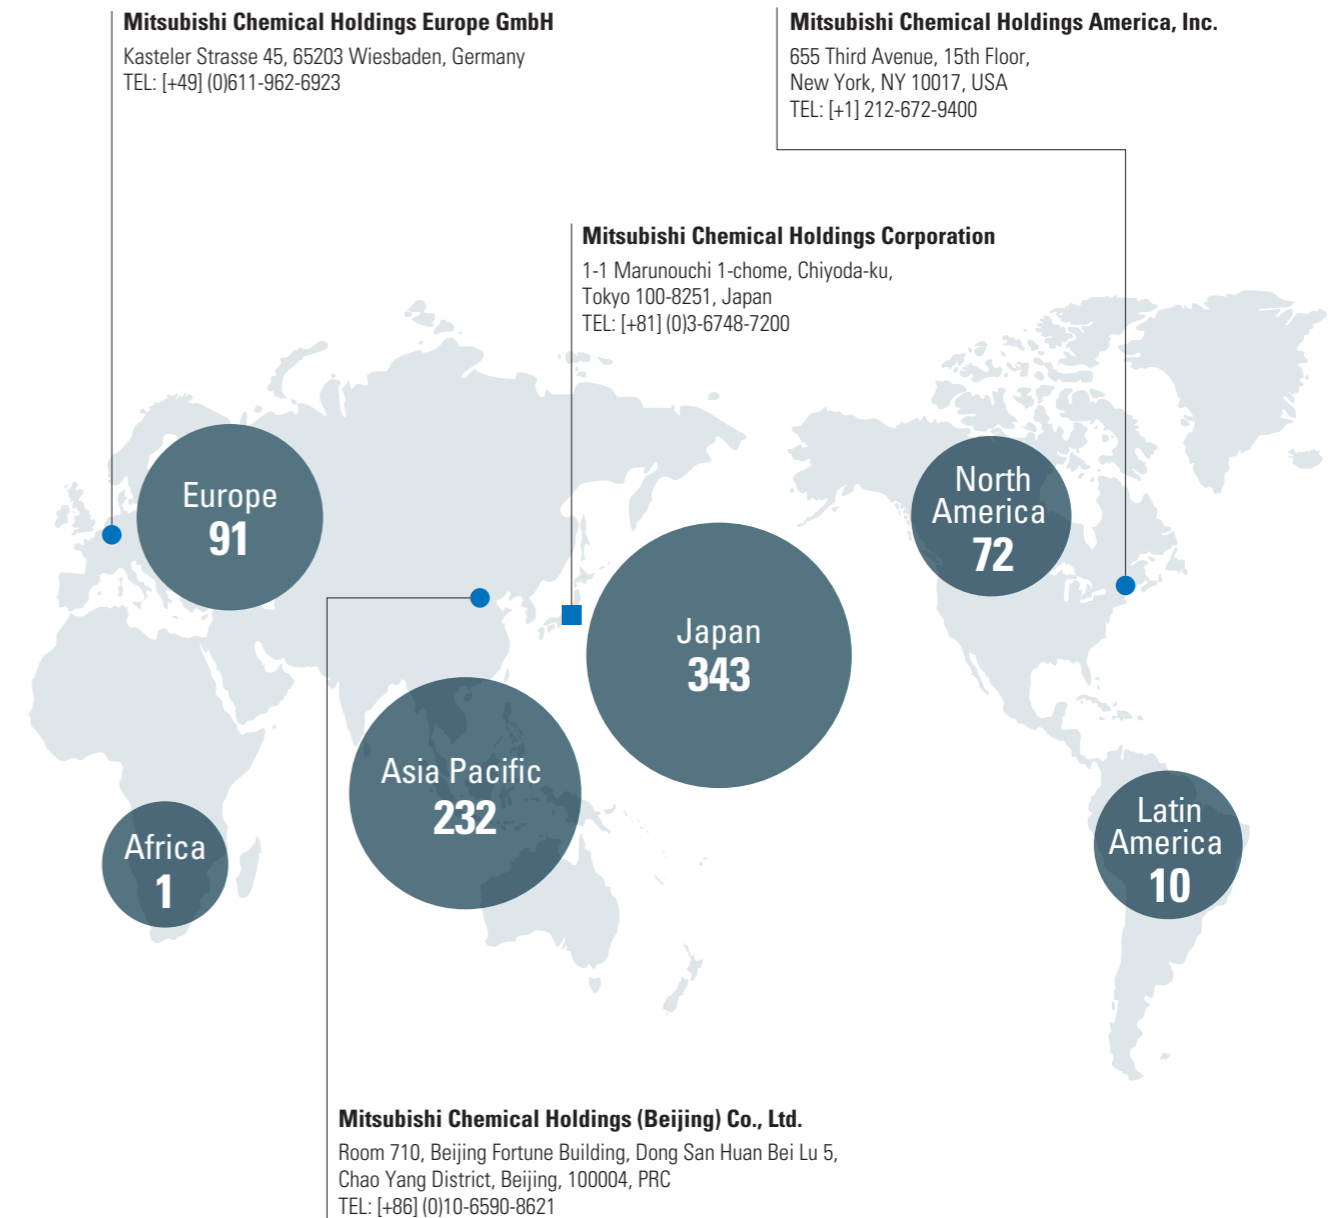 Mitsubishi Chemical Holdings Europe GmbH
Kasteler Strasse 45, 65203 Wiesbaden, Germany
TEL: [+49] (0)611-962-6923
Mitsubishi Chemical Holdings America, Inc.
655 Third Avenue, 15th Floor,
New York, NY 10017, USA
TEL: [+1] 212-672-9400
Mitsubishi Chemical Holdings Corporation
1-1 Marunouchi 1-chome, Chiyoda-ku,
Tokyo 100-8251, Japan
TEL: [+81] (0)3-6748-7200
Europe
91
North
America
72
Japan
343
Asia Pacific
232
Africa
1
Latin
America
10
Mitsubishi Chemical Holdings (Beijing) Co., Ltd.
Room 710, Beijing Fortune Building, Dong San Huan Bei Lu 5,
Chao Yang District, Beijing, 100004, PRC
TEL: [+86] (0)10-6590-8621